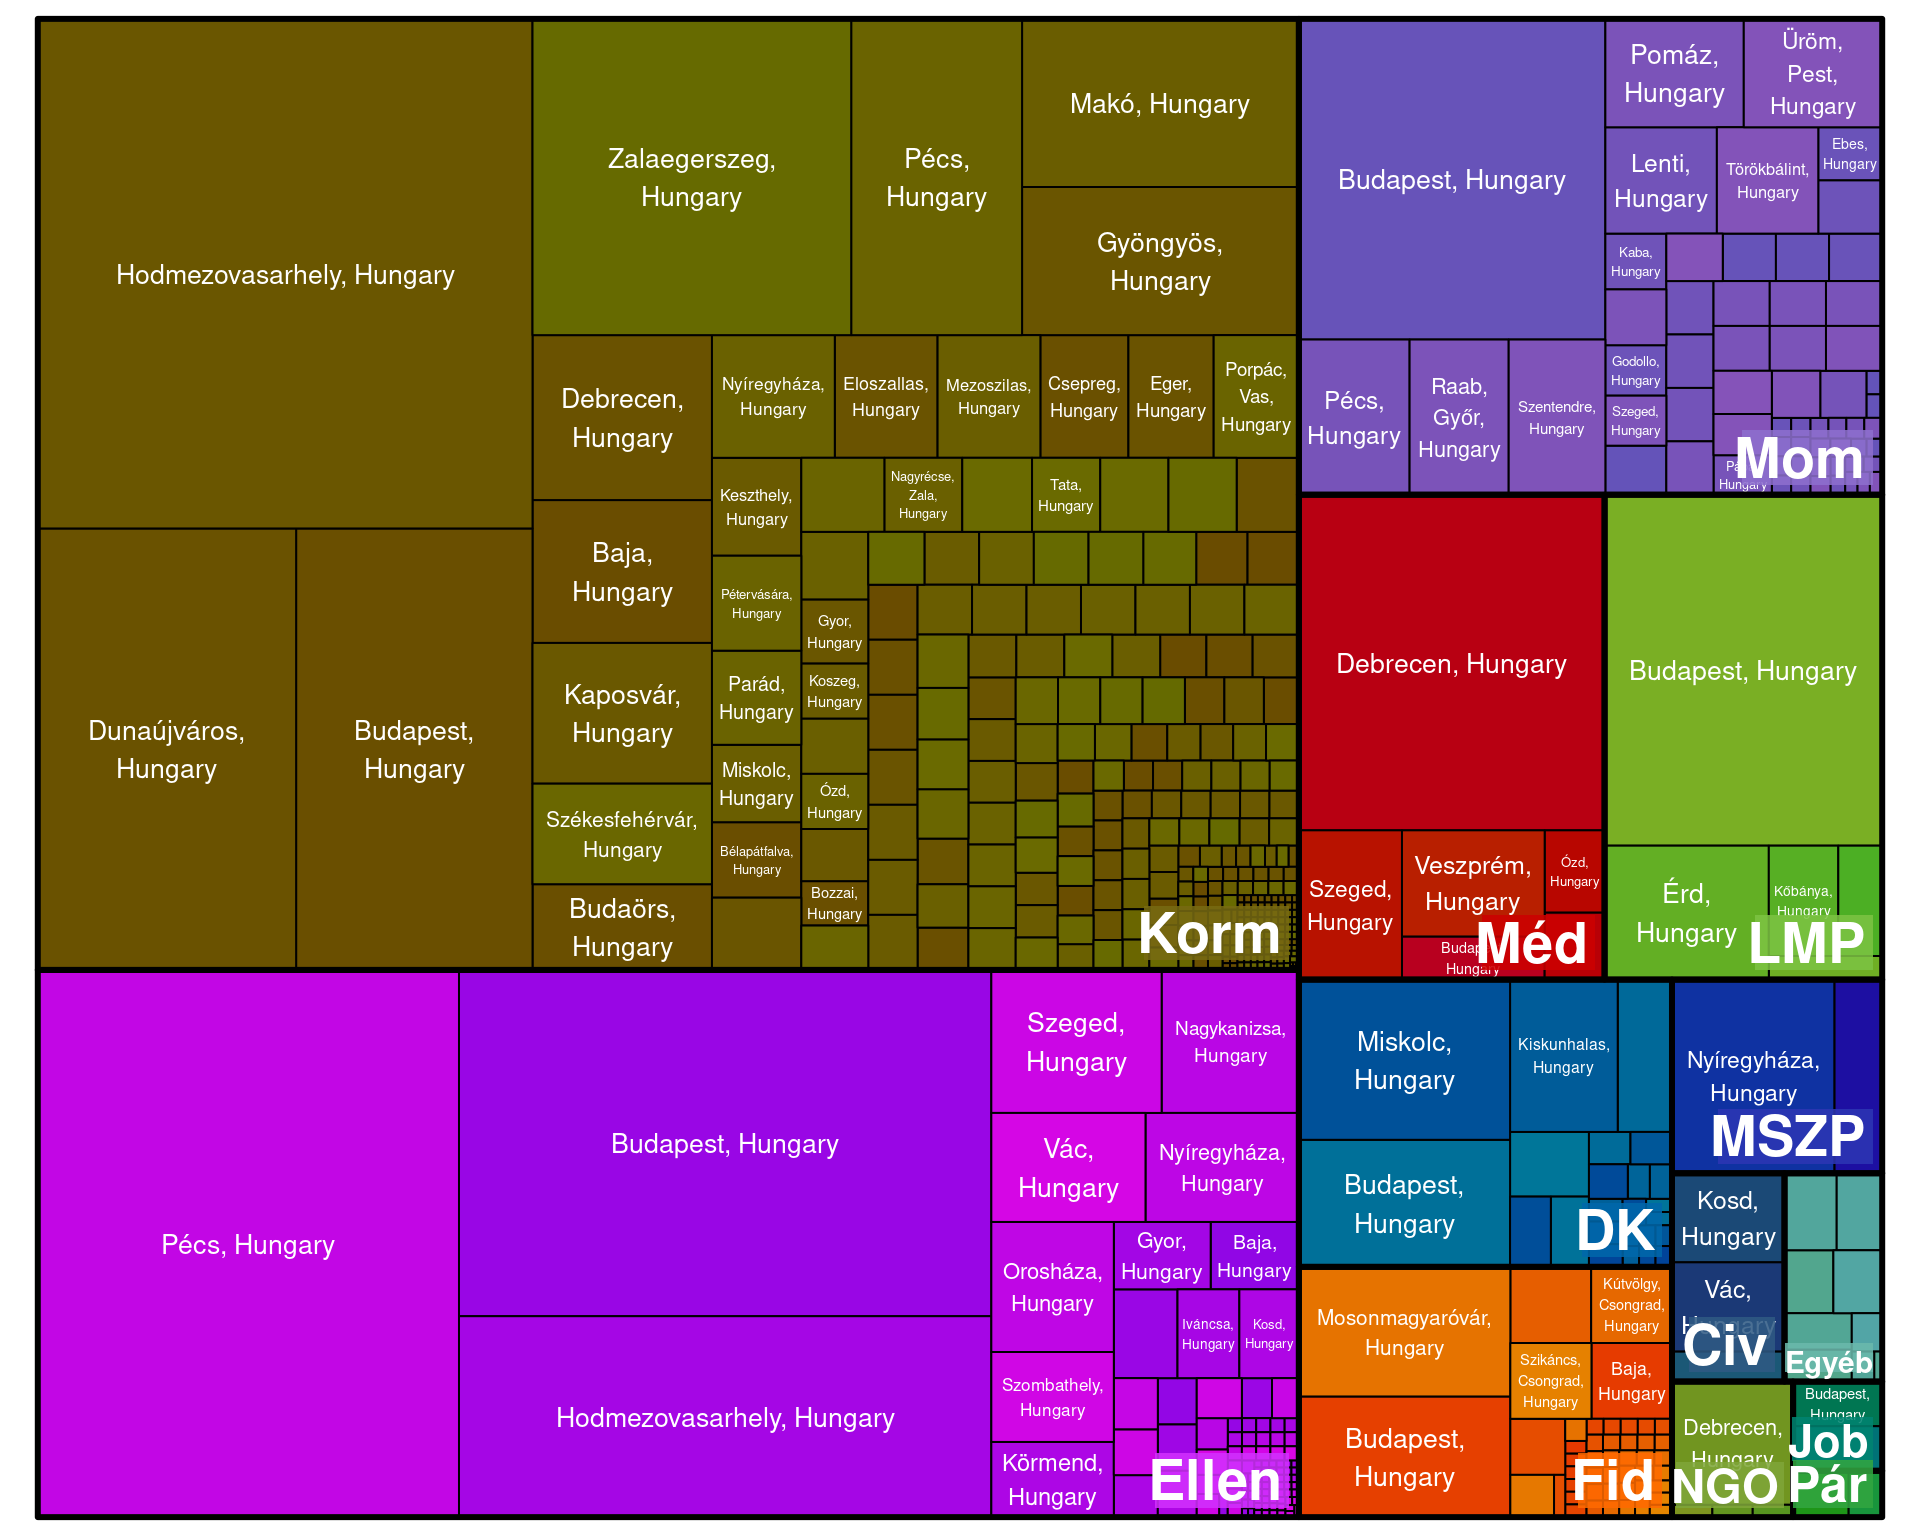 Hodmezovasarhely, Hungary
Zalaegerszeg,
Hungary
Pécs,
Hungary
Makó, Hungary
Gyöngyös,
Hungary
Dunaújváros,
Hungary
Budapest,
Hungary
Debrecen,
Hungary
Baja,
Hungary
Kaposvár,
Hungary
Székesfehérvár,
Hungary
Budaörs,
Hungary
Nyíregyháza,
Hungary
Eloszallas,
Hungary
Mezoszilas,
Hungary
Csepreg,
Hungary
Eger,
Hungary
Porpác,
Vas,
Hungary
Keszthely,
Hungary
Nagyrécse,
Zala,
Hungary
Tata,
Hungary
Pétervására,
Hungary
Gyor,
Hungary
Parád,
Hungary
Koszeg,
Hungary
Miskolc,
Hungary
Ózd,
Hungary
Bélapátfalva,
Hungary
Bozzai,
Hungary
Korm
Budapest, Hungary
Pomáz,
Hungary
Üröm,
Pest,
Hungary
Lenti,
Hungary
Törökbálint,
Hungary
Ebes,
Hungary
Kaba,
Hungary
Pécs,
Hungary
Raab,
Győr,
Hungary
Szentendre,
Hungary
Godollo,
Hungary
Szeged,
Hungary
Hungary
Mom
Debrecen, Hungary
Szeged,
Hungary
Veszprém,
Hungary
Ózd,
Hungary
Hungary
Méd
Budapest, Hungary
Érd,
Hungary
Kőbánya,
Hungary
LMP
Pécs, Hungary
Budapest, Hungary
Hodmezovasarhely, Hungary
Szeged,
Hungary
Nagykanizsa,
Hungary
Vác,
Hungary
Nyíregyháza,
Hungary
Orosháza,
Hungary
Gyor,
Hungary
Baja,
Hungary
Iváncsa,
Hungary
Kosd,
Hungary
Szombathely,
Hungary
Körmend,
Hungary
Ellen
Miskolc,
Hungary
Kiskunhalas,
Hungary
Budapest,
Hungary
DK
Nyíregyháza,
Hungary
MSZP
Kosd,
Hungary
Vác,
Hungary
Civ
Egyéb
Mosonmagyaróvár,
Hungary
Kútvölgy,
Csongrad,
Hungary
Szikáncs,
Csongrad,
Hungary
Baja,
Hungary
Budapest,
Hungary
Fid
Debrecen,
Hungary
NGO
Budapest,
Hungary
Job
Pár